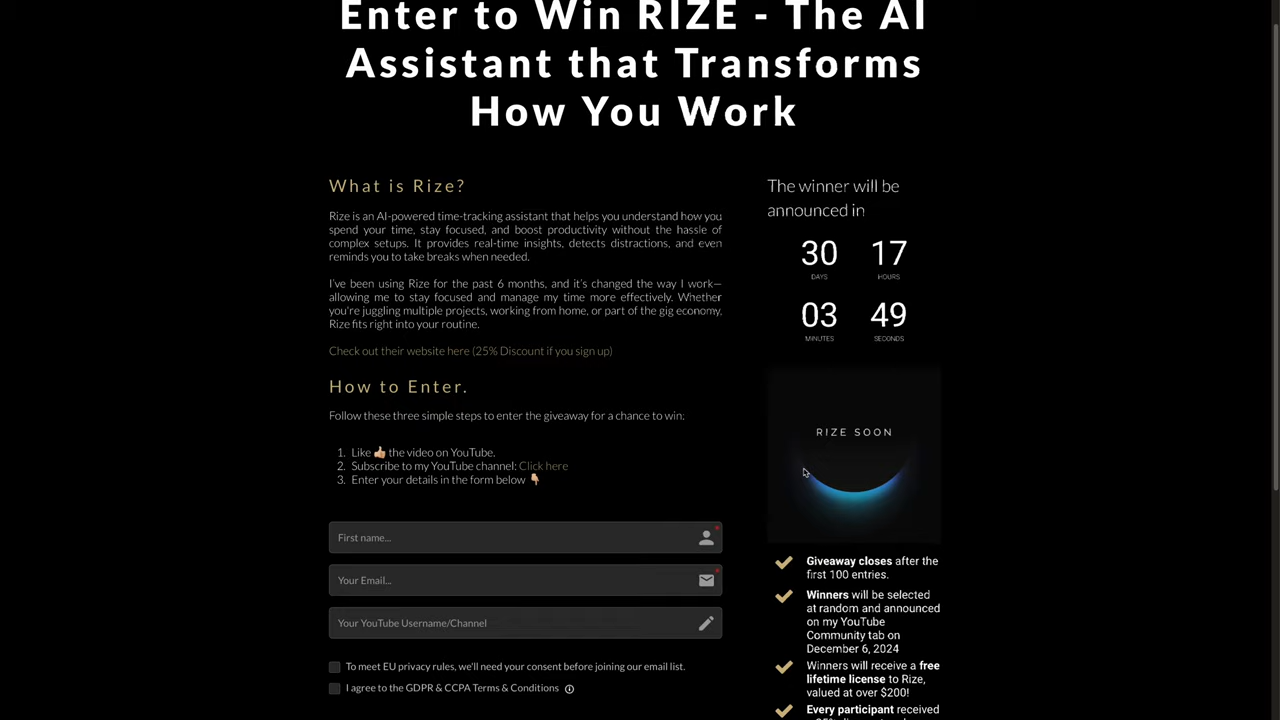 Enter to Win RIZE - The AI
Assistant that Transforms
How You Work
What is Rize?
Rize is an AI-powered time-tracking assistant that helps you understand how you
spend your time, stay focused, and boost productivity without the hassle of
complex setups. It provides real-time insights, detects distractions, and even
reminds you to take breaks when needed.
I've been using Rize for the past 6 months, and it's changed the way I work—
allowing me to stay focused and manage my time more effectively. Whether
you're juggling multiple projects, working from home, or part of the gig economy,
Rize fits right into your routine.
Check out their website here (25% Discount if you sign up)
How to Enter.
Follow these three simple steps to enter the giveaway for a chance to win:
1. Like 👍🏼 the video on YouTube.
2. Subscribe to my YouTube channel: Click here
3. Enter your details in the form below 👇🏼
First name...
Your Email...
Your YouTube Username/Channel
To meet EU privacy rules, we'll need your consent before joining our email list.
I agree to the GDPR & CCPA Terms & Conditions
The winner will be
announced in
30 17
DAYS HOURS
03 49
MINUTES SECONDS
RIZE SOON
Giveaway closes after the
first 100 entries.
Winners will be selected
at random and announced
on my YouTube
Community tab on
December 6, 2024
Winners will receive a free
lifetime license to Rize,
valued at over $200!
Every participant received